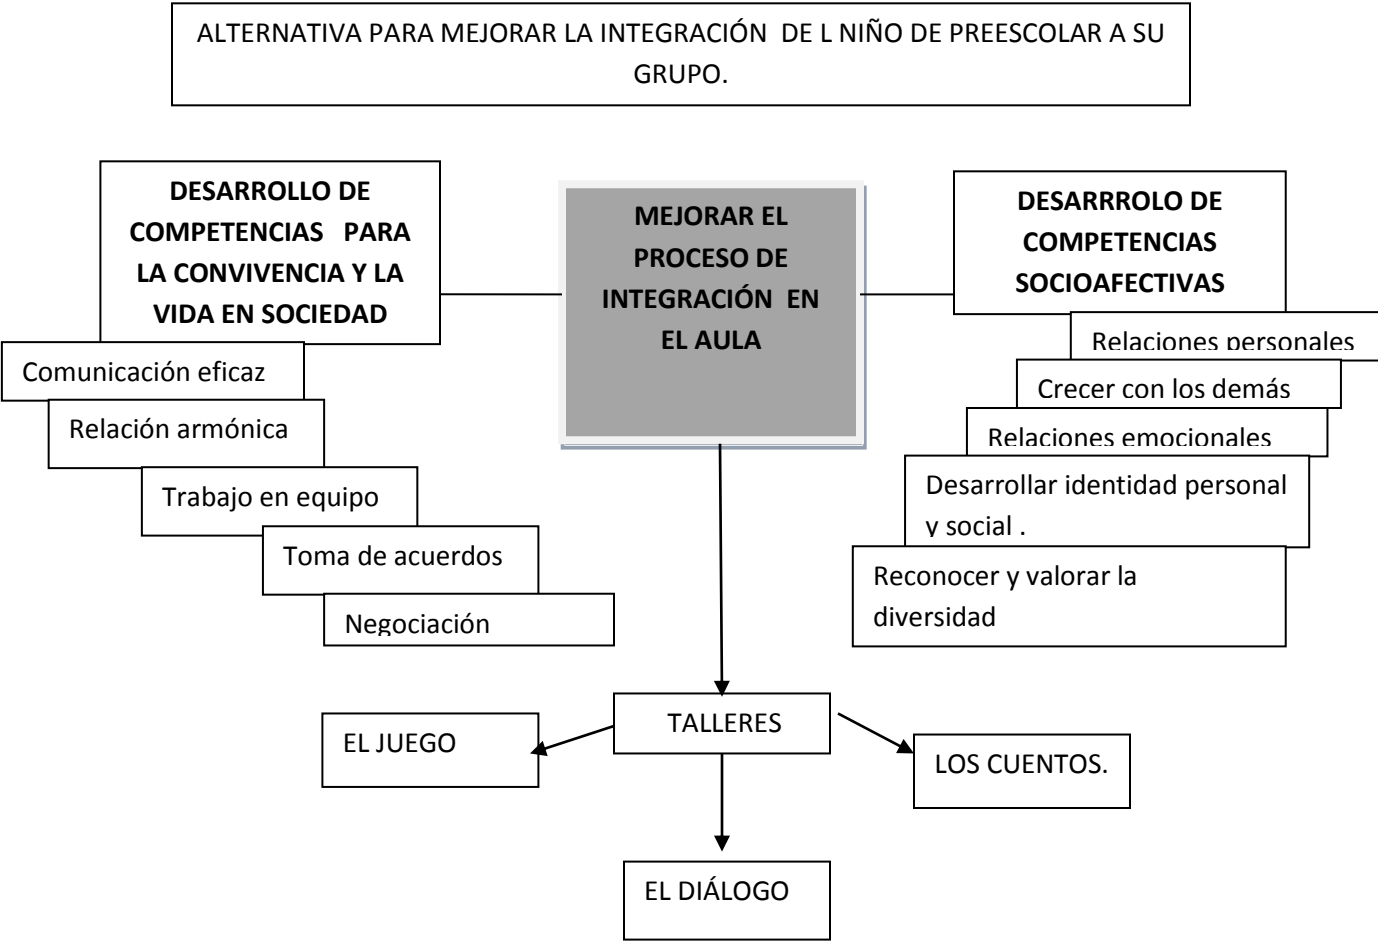 ALTERNATIVA PARA MEJORAR LA INTEGRACIÓN  DE L NIÑO DE PREESCOLAR A SU
GRUPO.
DESARROLLO DE
COMPETENCIAS   PARA
LA CONVIVENCIA Y LA
VIDA EN SOCIEDAD
Comunicación eficaz
Relación armónica
Trabajo en equipo
Toma de acuerdos
Negociación
MEJORAR EL
PROCESO DE
INTEGRACIÓN  EN
EL AULA
DESARRROLO DE
COMPETENCIAS
SOCIOAFECTIVAS
Relaciones personales
Crecer con los demás
Relaciones emocionales
Desarrollar identidad personal
y social .
Reconocer y valorar la
diversidad
TALLERES
EL JUEGO
LOS CUENTOS.
EL DIÁLOGO